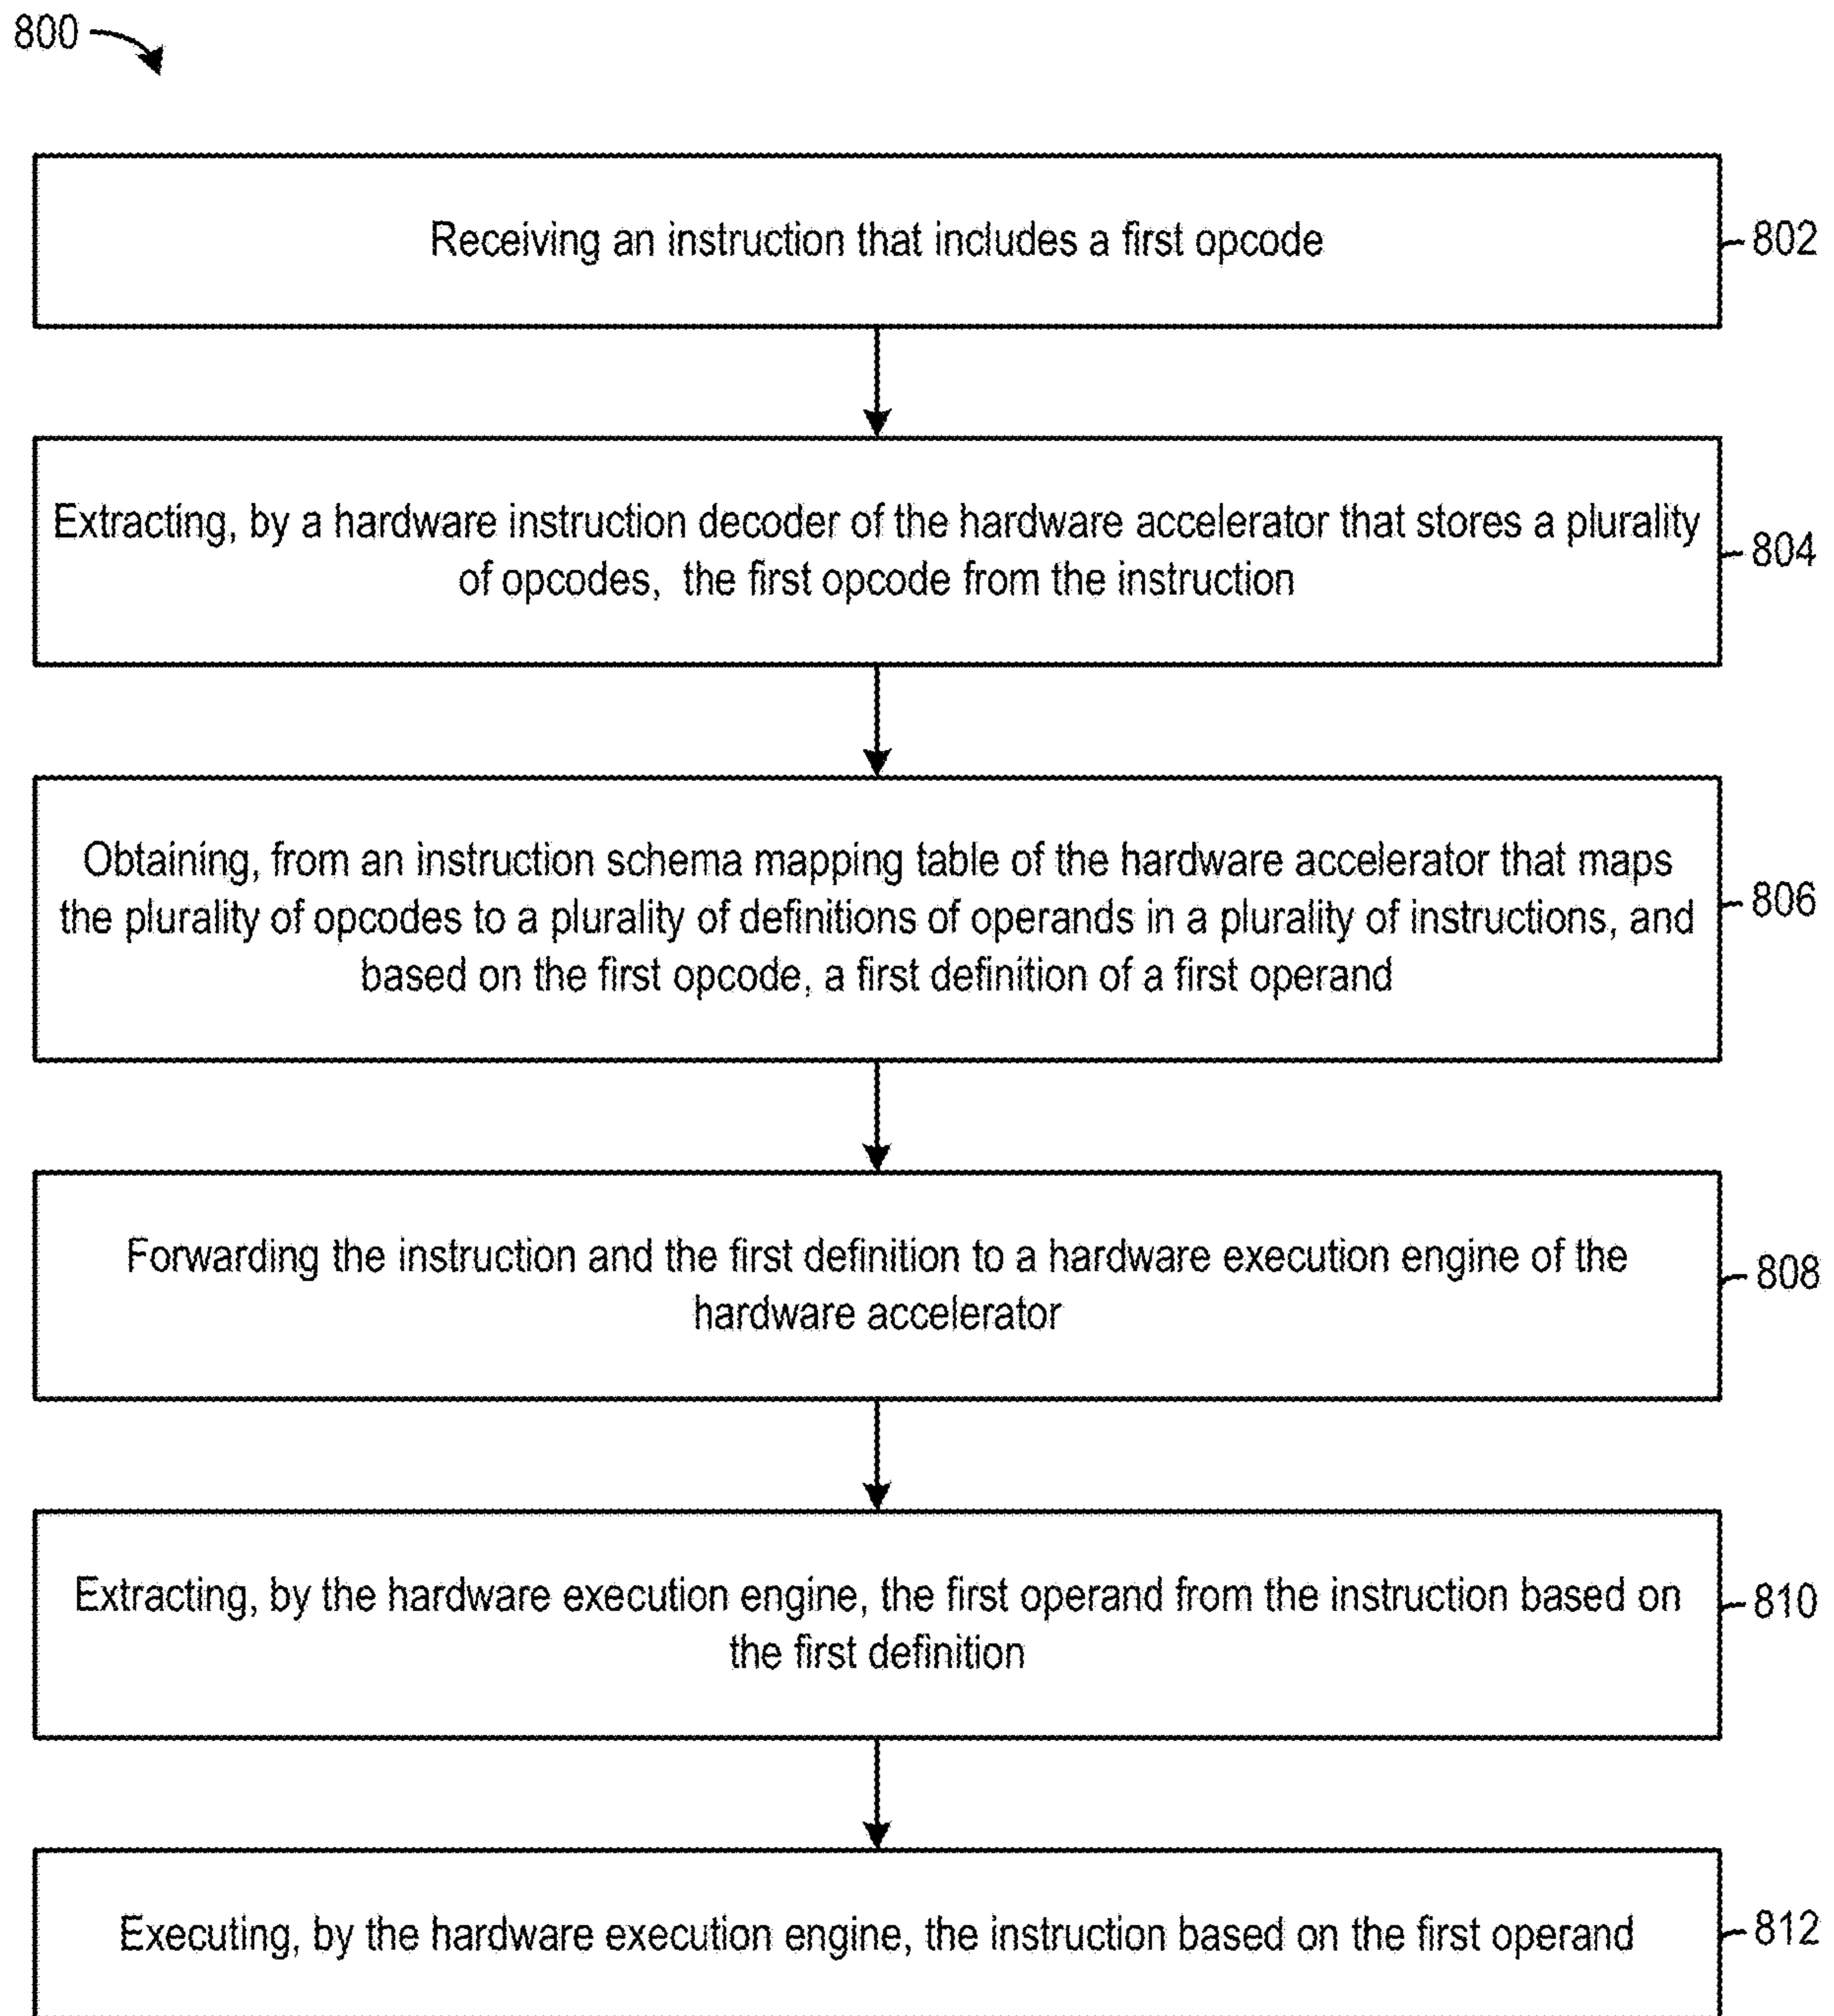 800
Receiving an instruction that includes a first opcode
802
Extracting, by a hardware instruction decoder of the hardware accelerator that stores a plurality
of opcodes, the first opcode from the instruction
804
Obtaining, from an instruction schema mapping table of the hardware accelerator that maps
the plurality of opcodes to a plurality of definitions of operands in a plurality of instructions, and
based on the first opcode, a first definition of a first operand
806
Forwarding the instruction and the first definition to a hardware execution engine of the
hardware accelerator
808
Extracting, by the hardware execution engine, the first operand from the instruction based on
the first definition
810
Executing, by the hardware execution engine, the instruction based on the first operand
812